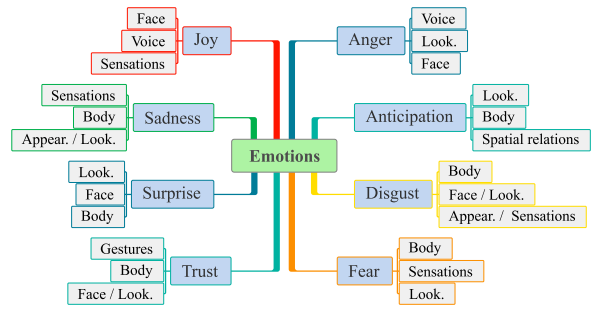 Emotions
Joy
Face
Voice
Sensations
Sadness
Sensations
Body
Appear. / Look.
Surprise
Look.
Face
Body
Trust
Gestures
Body
Face / Look.
Anger
Voice
Look.
Face
Anticipation
Look.
Body
Spatial relations
Disgust
Body
Face / Look.
Appear. / Sensations
Fear
Body
Sensations
Look.